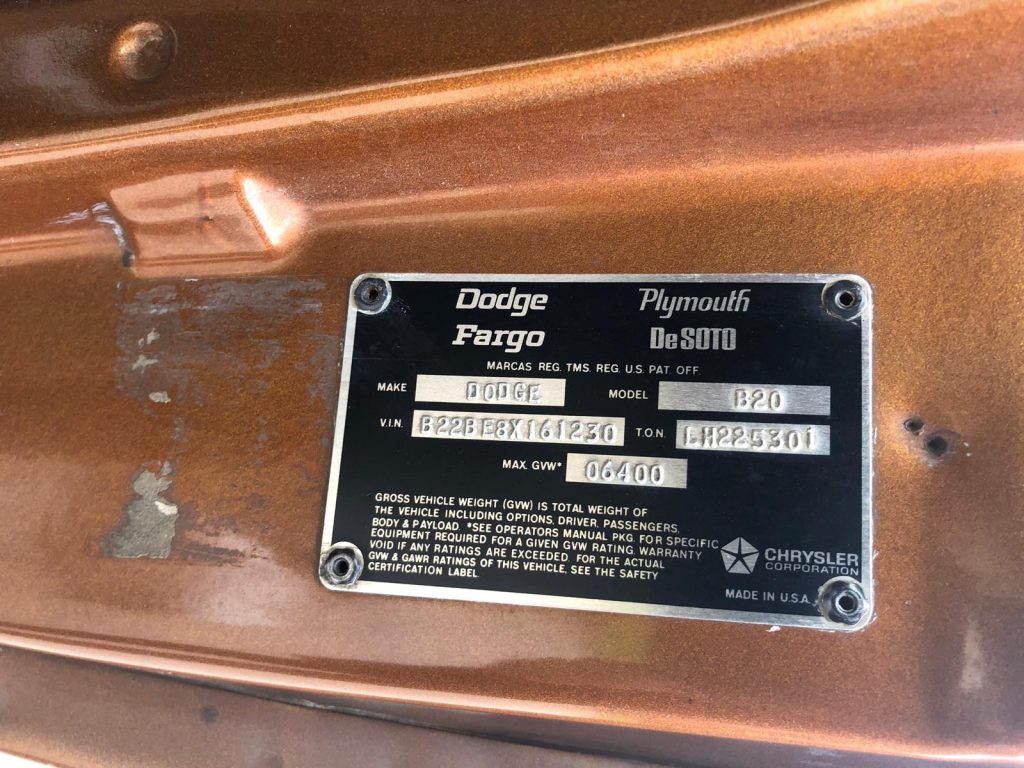 Dodge Plymouth
Fargo DeSOTO
MARCAS REG. TMS. REG. U.S. PAT. OFF.
MAKE DODGE MODEL B20
V.I.N. B22BE8X161230 T.O.N. LH225301
MAX. GVW* 06400
GROSS VEHICLE WEIGHT (GVW) IS TOTAL WEIGHT OF
THE VEHICLE INCLUDING OPTIONS, DRIVER, PASSENGERS,
BODY & PAYLOAD. *SEE OPERATORS MANUAL PKG. FOR SPECIFIC
EQUIPMENT REQUIRED FOR A GIVEN GVW RATING. WARRANTY
VOID IF ANY RATINGS ARE EXCEEDED. FOR THE ACTUAL
GVW & GAWR RATINGS OF THIS VEHICLE, SEE THE SAFETY
CERTIFICATION LABEL.
CHRYSLER
CORPORATION
MADE IN U.S.A.